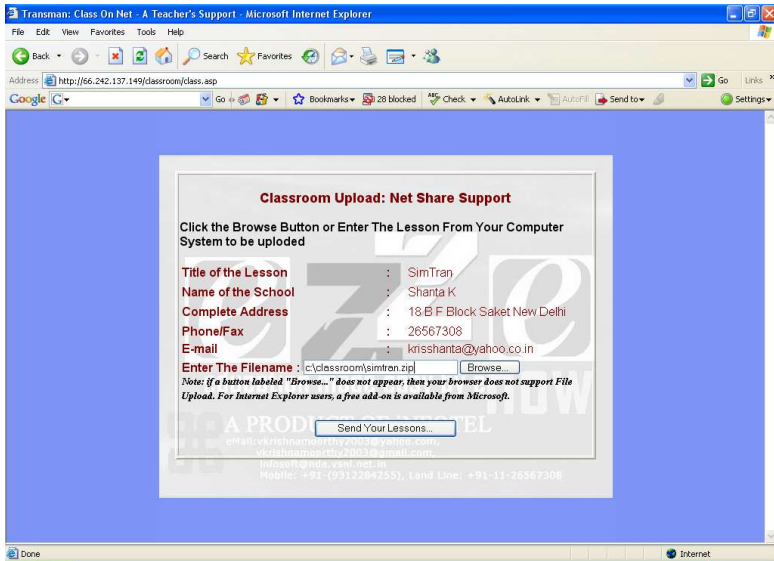 Transman: Class On Net - A Teacher's Support - Microsoft Internet Explorer
File Edit View Favorites Tools Help
Back Search Favorites
Address http://66.242.137.149/classroom/class.asp Go Links »
Google G Go Bookmarks 28 blocked ABC Check AutoLink AutoFill Send to Settings
Classroom Upload: Net Share Support
Click the Browse Button or Enter The Lesson From Your Computer
System to be uploded
Title of the Lesson : SimTran
Name of the School : Shanta K
Complete Address : 18 B F Block Saket New Delhi
Phone/Fax : 26567308
E-mail : krisshanta@yahoo.co.in
Enter The Filename : c:\classroom\simtran.zip Browse...
Note: if a button labeled "Browse..." does not appear, then your browser does not support File
Upload. For Internet Explorer users, a free add-on is available from Microsoft.
NOW
A PRODUCT OF INFOTEL
Send Your Lessons...
eMail:vkrishnamoorthy2003@yahoo.com,
vkrishnamoorthy2003@gmail.com,
infosoft@nda.vsnl.net.in
Mobile: +91-(9312284255), Land Line: +91-11-26567308
Done Internet